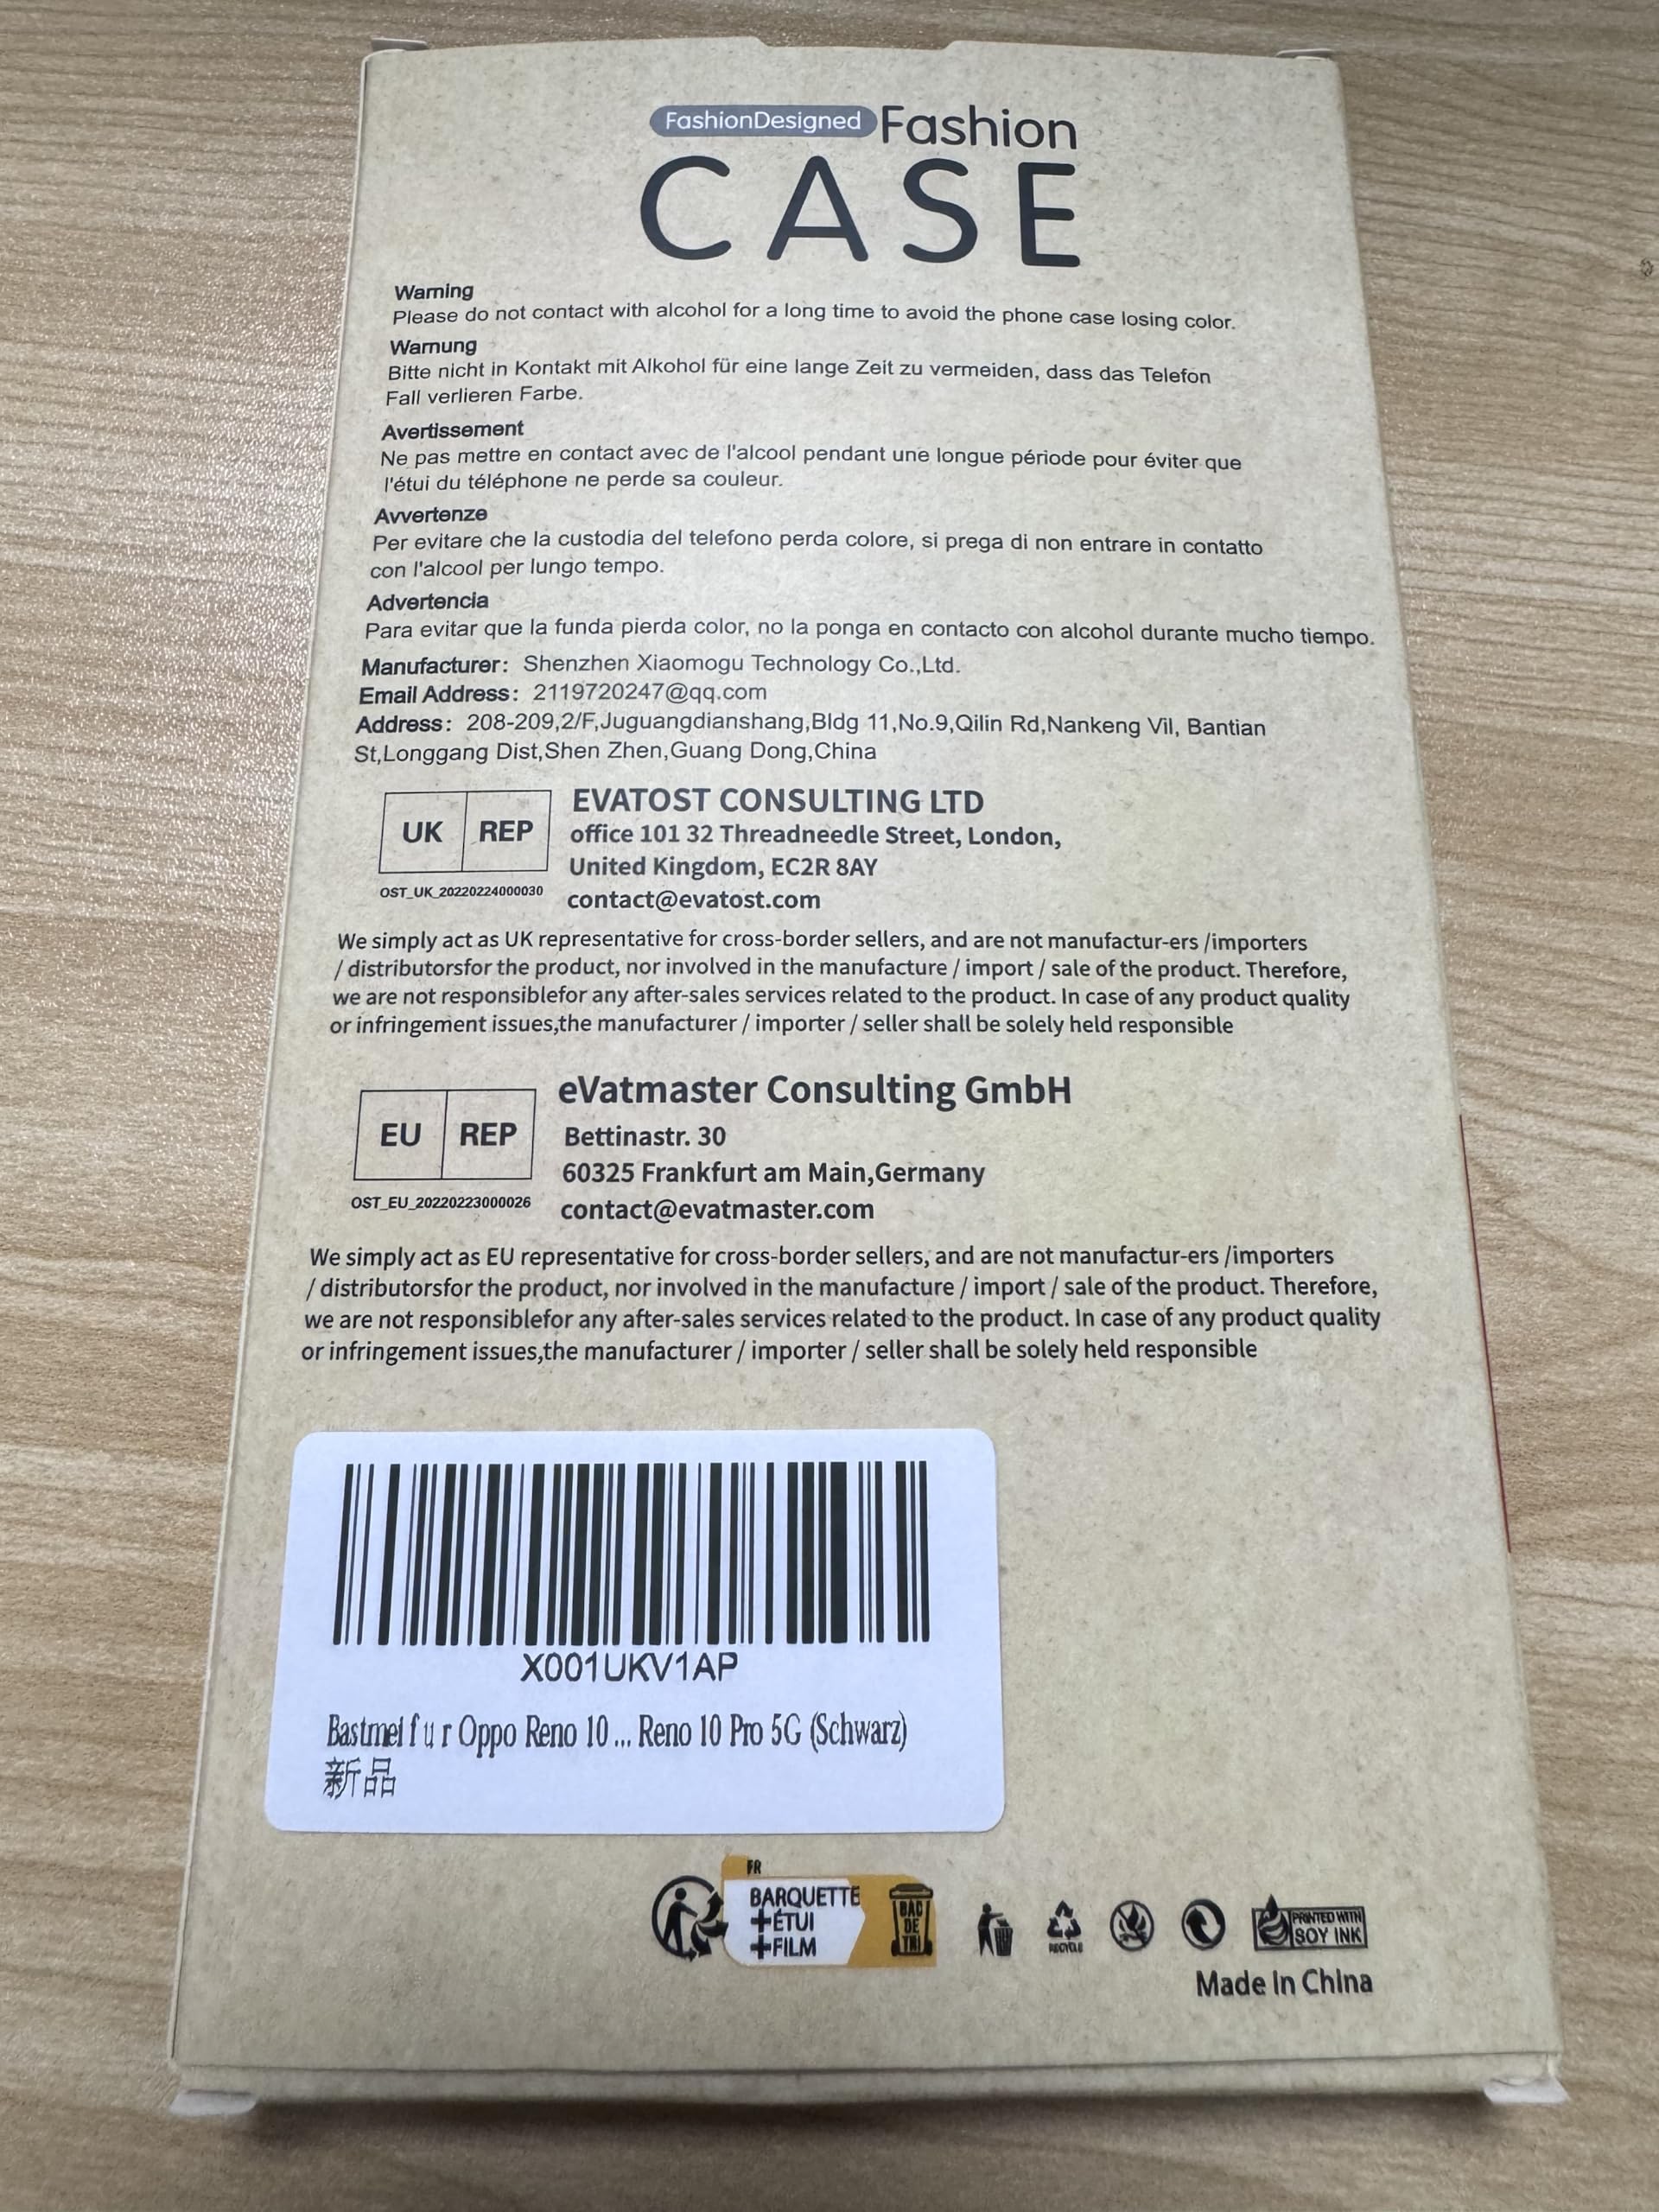 FashionDesigned Fashion
CASE
Warning
Please do not contact with alcohol for a long time to avoid the phone case losing color.
Warnung
Bitte nicht in Kontakt mit Alkohol für eine lange Zeit zu vermeiden, dass das Telefon
Fall verlieren Farbe.
Avertissement
Ne pas mettre en contact avec de l'alcool pendant une longue période pour éviter que
l'étui du téléphone ne perde sa couleur.
Avvertenze
Per evitare che la custodia del telefono perda colore, si prega di non entrare in contatto
con l'alcool per lungo tempo.
Advertencia
Para evitar que la funda pierda color, no la ponga en contacto con alcohol durante mucho tiempo.
Manufacturer: Shenzhen Xiaomogu Technology Co.,Ltd.
Email Address: 2119720247@qq.com
Address: 208-209,2/F,Juguangdianshang,Bldg 11,No.9,Qilin Rd,Nankeng Vil, Bantian
St,Longgang Dist,Shen Zhen,Guang Dong,China
UK REP
OST_UK_20220224000030
EVATOST CONSULTING LTD
office 101 32 Threadneedle Street, London,
United Kingdom, EC2R 8AY
contact@evatost.com
We simply act as UK representative for cross-border sellers, and are not manufactur-ers /importers
/ distributorsfor the product, nor involved in the manufacture / import / sale of the product. Therefore,
we are not responsiblefor any after-sales services related to the product. In case of any product quality
or infringement issues,the manufacturer / importer / seller shall be solely held responsible
EU REP
OST_EU_20220223000026
eVatmaster Consulting GmbH
Bettinastr. 30
60325 Frankfurt am Main,Germany
contact@evatmaster.com
We simply act as EU representative for cross-border sellers, and are not manufactur-ers /importers
/ distributorsfor the product, nor involved in the manufacture / import / sale of the product. Therefore,
we are not responsiblefor any after-sales services related to the product. In case of any product quality
or infringement issues,the manufacturer / importer / seller shall be solely held responsible
X001UKV1AP
Bastmei f u r Oppo Reno 10 ... Reno 10 Pro 5G (Schwarz)
新品
FR
BARQUETTE
+ÉTUI
+FILM
BAC
DE
TRI
RECYCLE
PRINTED WITH
SOY INK
Made In China